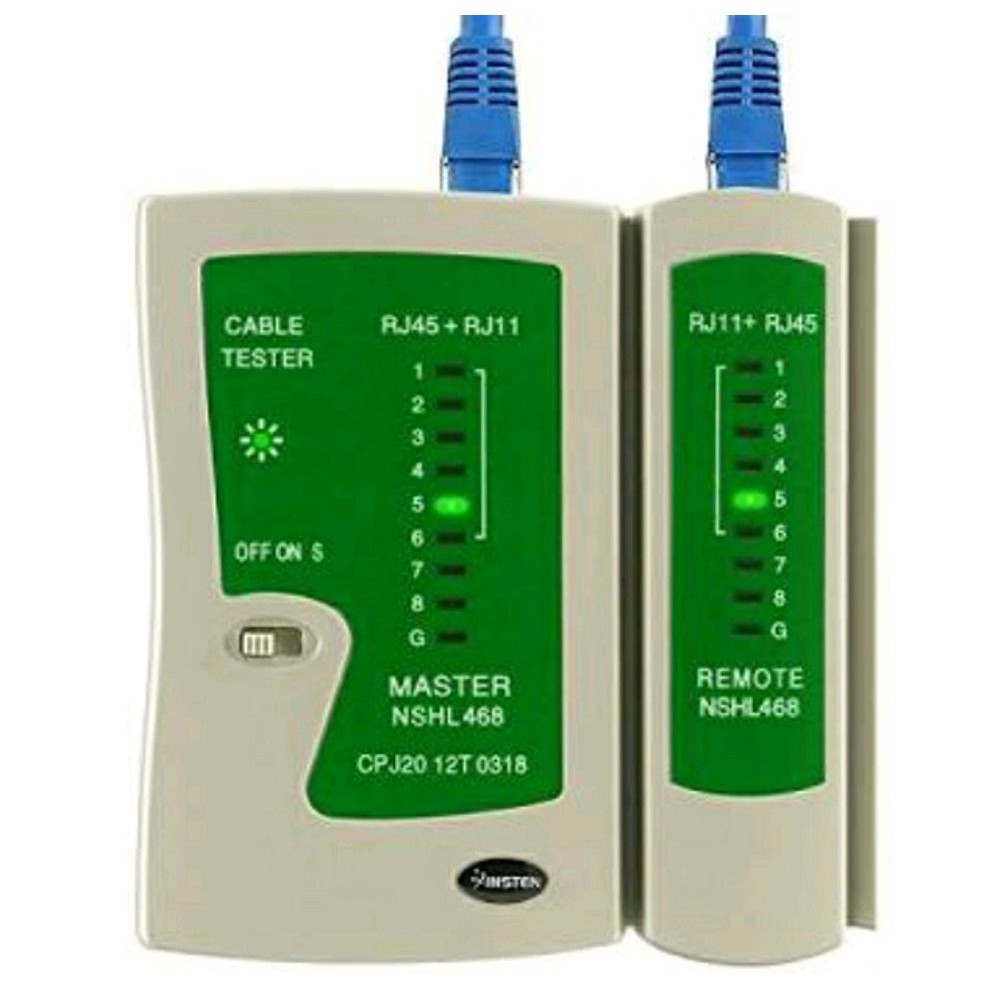 CABLE
TESTER
OFF ON S
RJ45 + RJ11
1
2
3
4
5
6
7
8
G
MASTER
NSHL468
CPJ20 12T 0318
INSTEN
RJ11+ RJ45
1
2
3
4
5
6
7
8
G
REMOTE
NSHL468